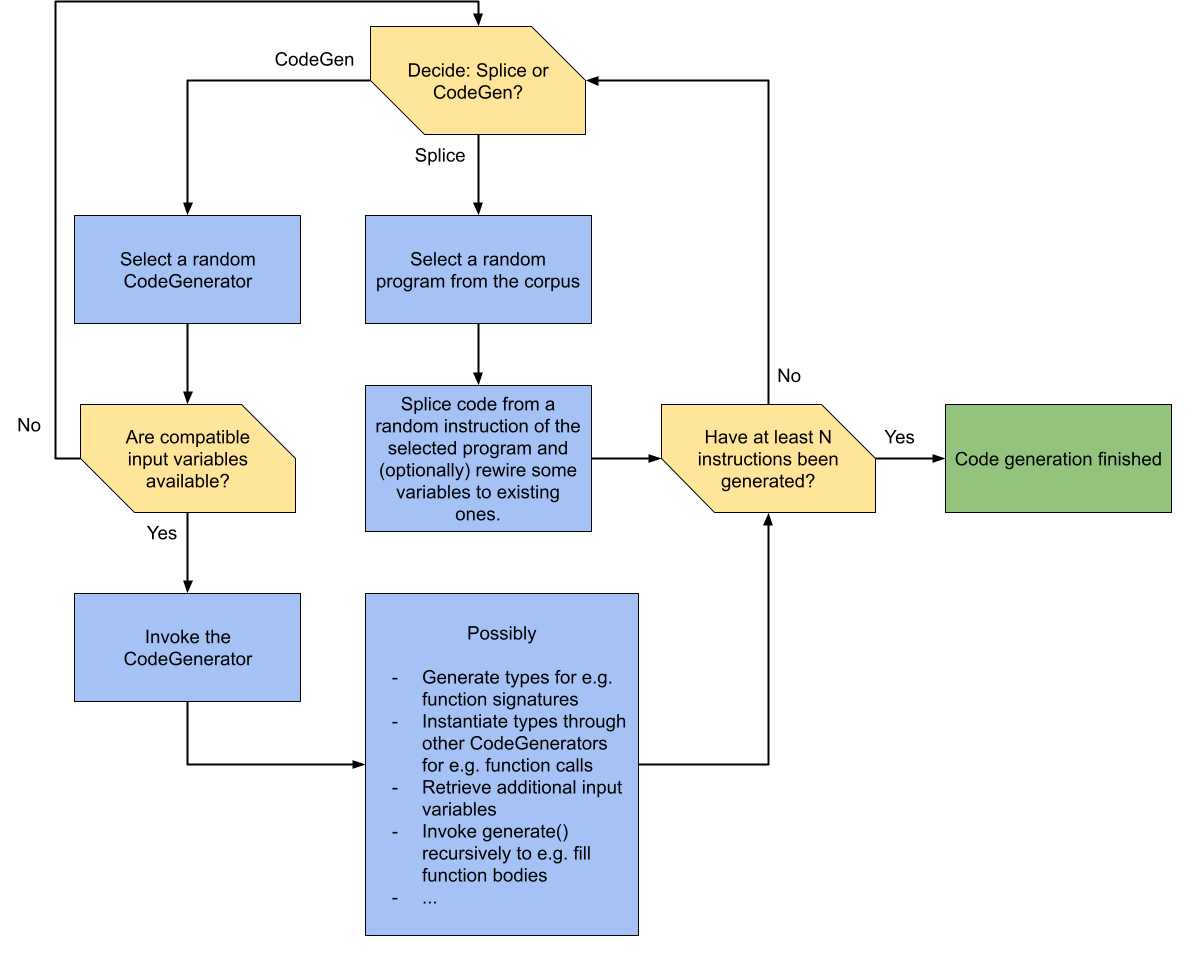 CodeGen
Decide: Splice or
CodeGen?
Splice
Select a random
CodeGenerator
Select a random
program from the corpus
No
Are compatible
input variables
available?
Splice code from a
random instruction of the
selected program and
(optionally) rewire some
variables to existing
ones.
No
Have at least N
instructions been
generated?
Yes
Code generation finished
Yes
Invoke the
CodeGenerator
Possibly
- Generate types for e.g.
function signatures
- Instantiate types through
other CodeGenerators
for e.g. function calls
- Retrieve additional input
variables
- Invoke generate()
recursively to e.g. fill
function bodies
- ...